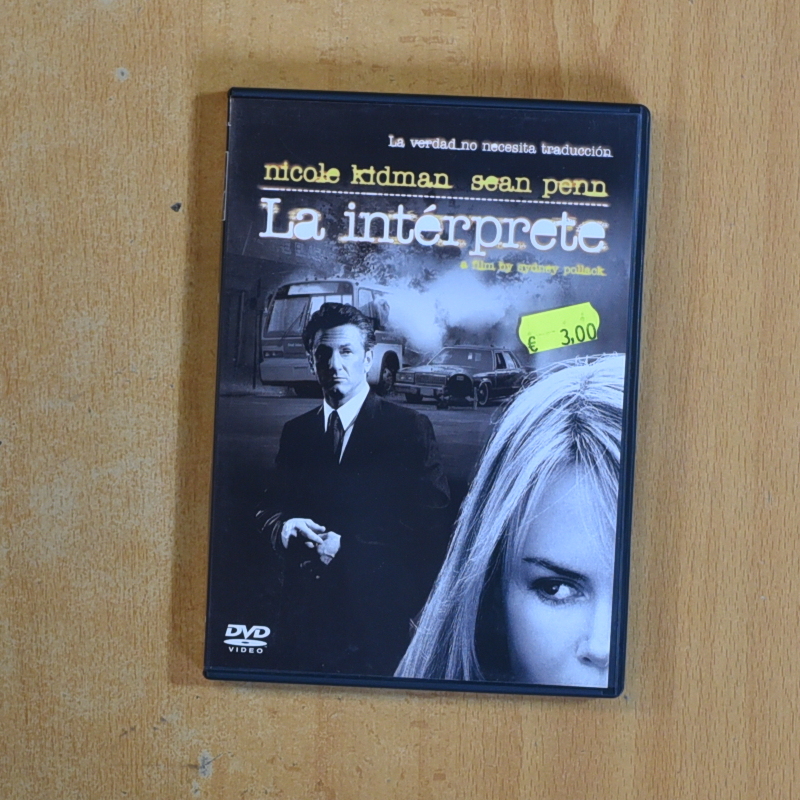 La verdad no necesita traducción
nicole kidman sean penn
La intérprete
a film by sydney pollack
€ 3,00
DVD
VIDEO